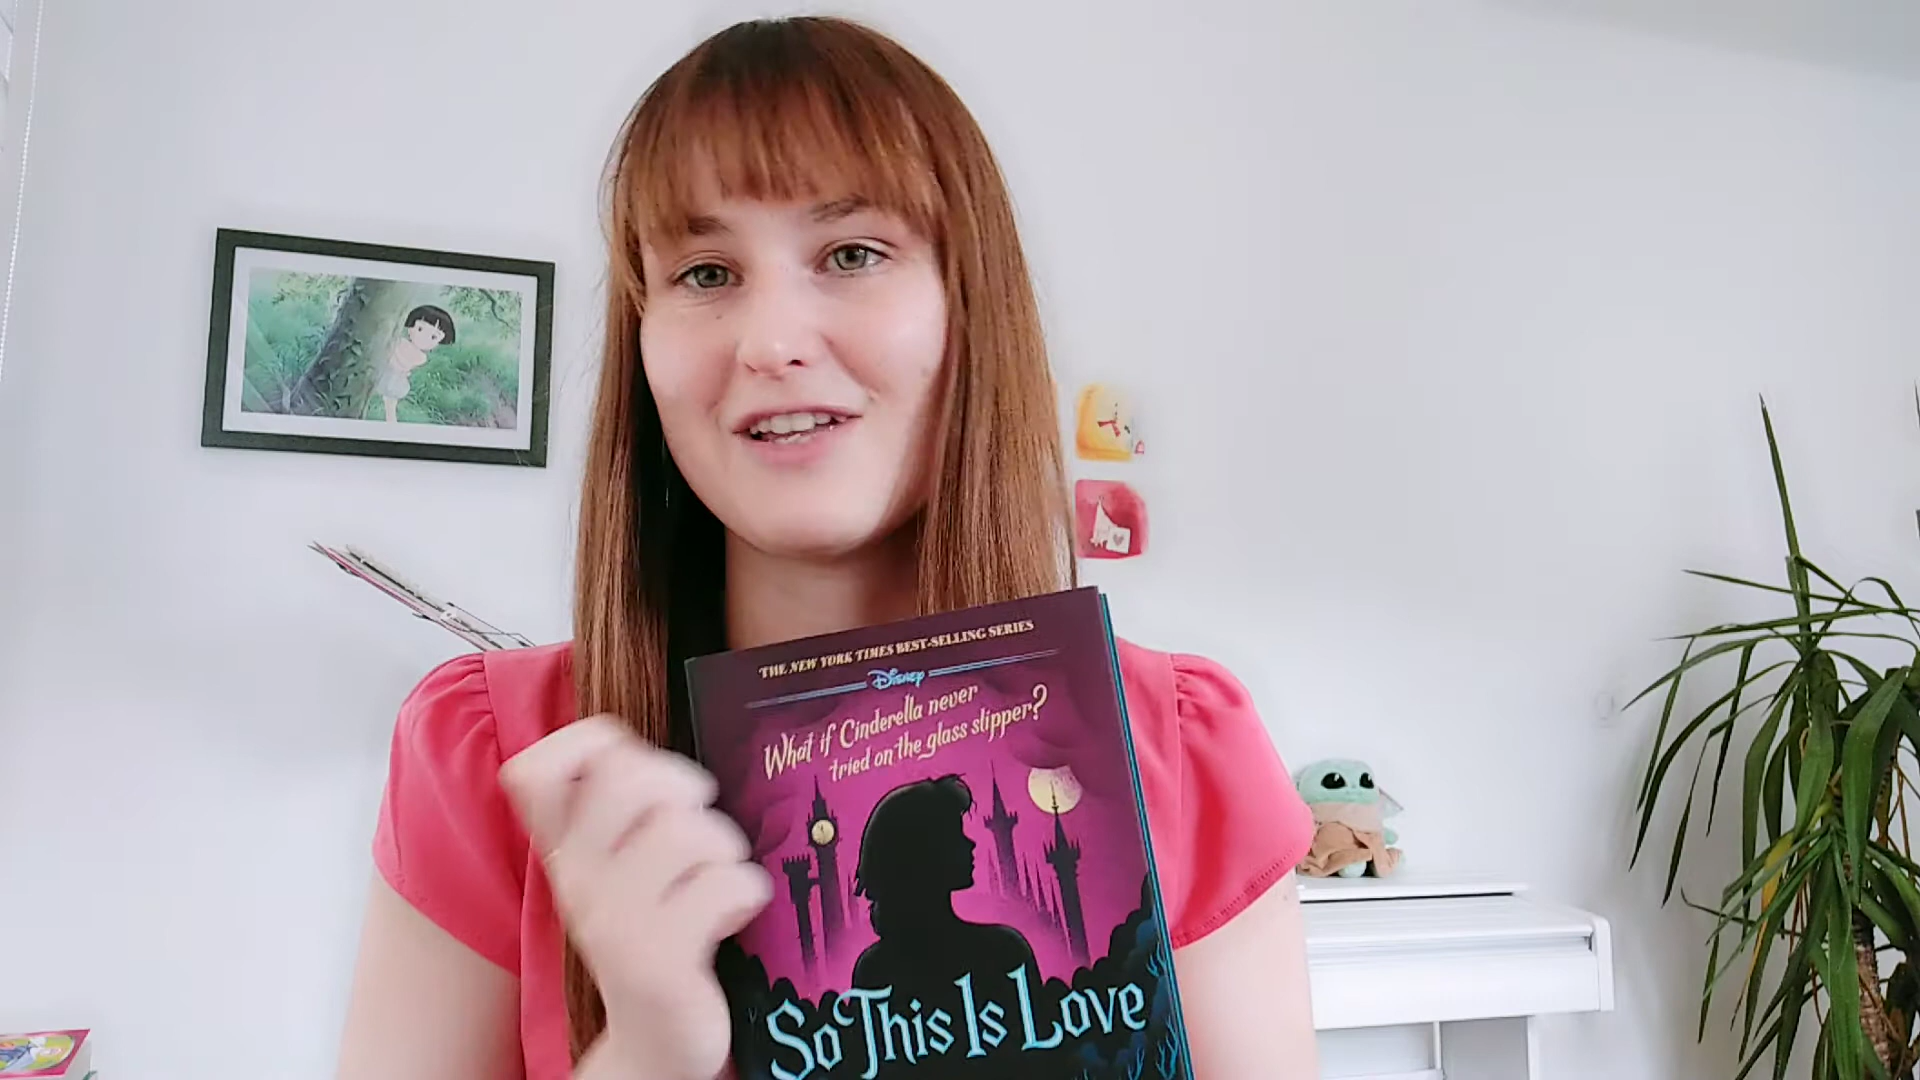 THE NEW YORK TIMES BEST-SELLING SERIES
Disney
What if Cinderella never
tried on the glass slipper?
So This Is Love